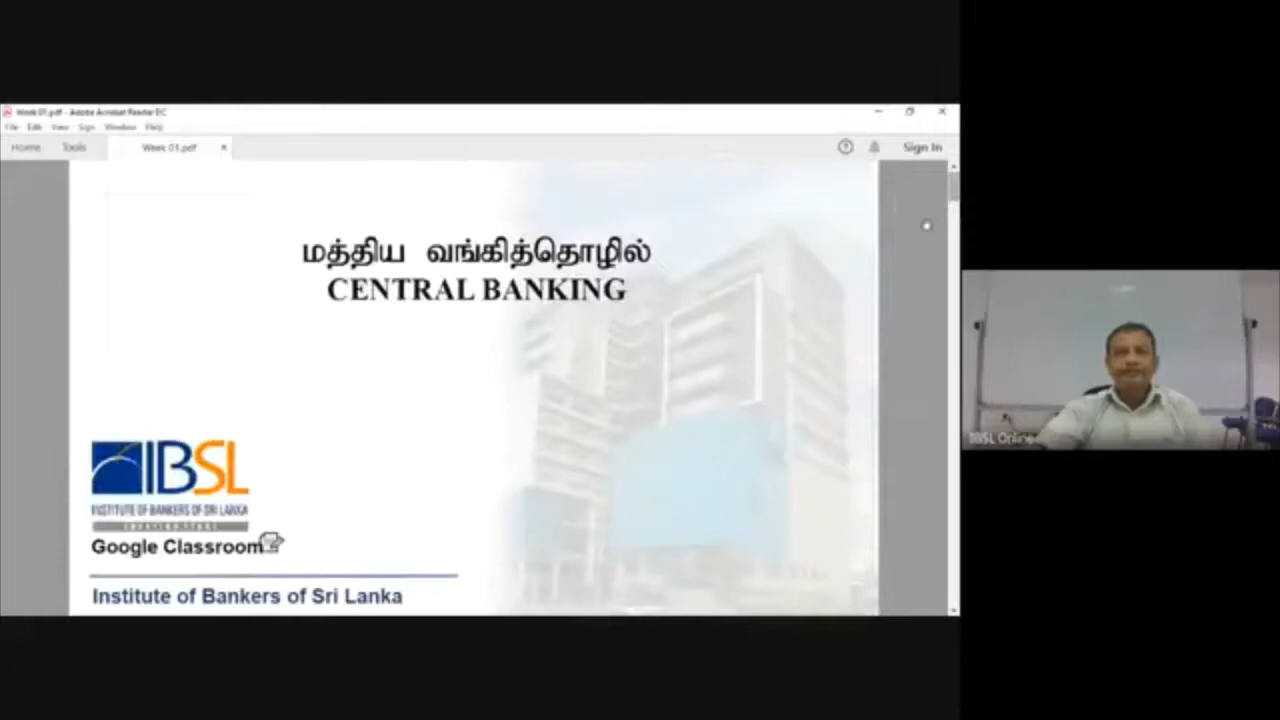 Week 01.pdf - Adobe Acrobat Reader DC
File Edit View Sign Window Help
Home Tools Week 01.pdf × Sign In
மத்திய வங்கித்தொழில்
CENTRAL BANKING
IBSL
INSTITUTE OF BANKERS OF SRI LANKA
Google Classroom
Institute of Bankers of Sri Lanka
IBSL Online